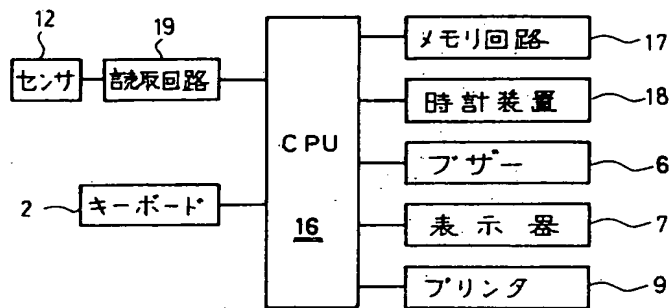 12
19
センサ
読取回路
2
キーボード
CPU
16
メモリ回路
17
時計装置
18
ブザー
6
表示器
7
プリンタ
9